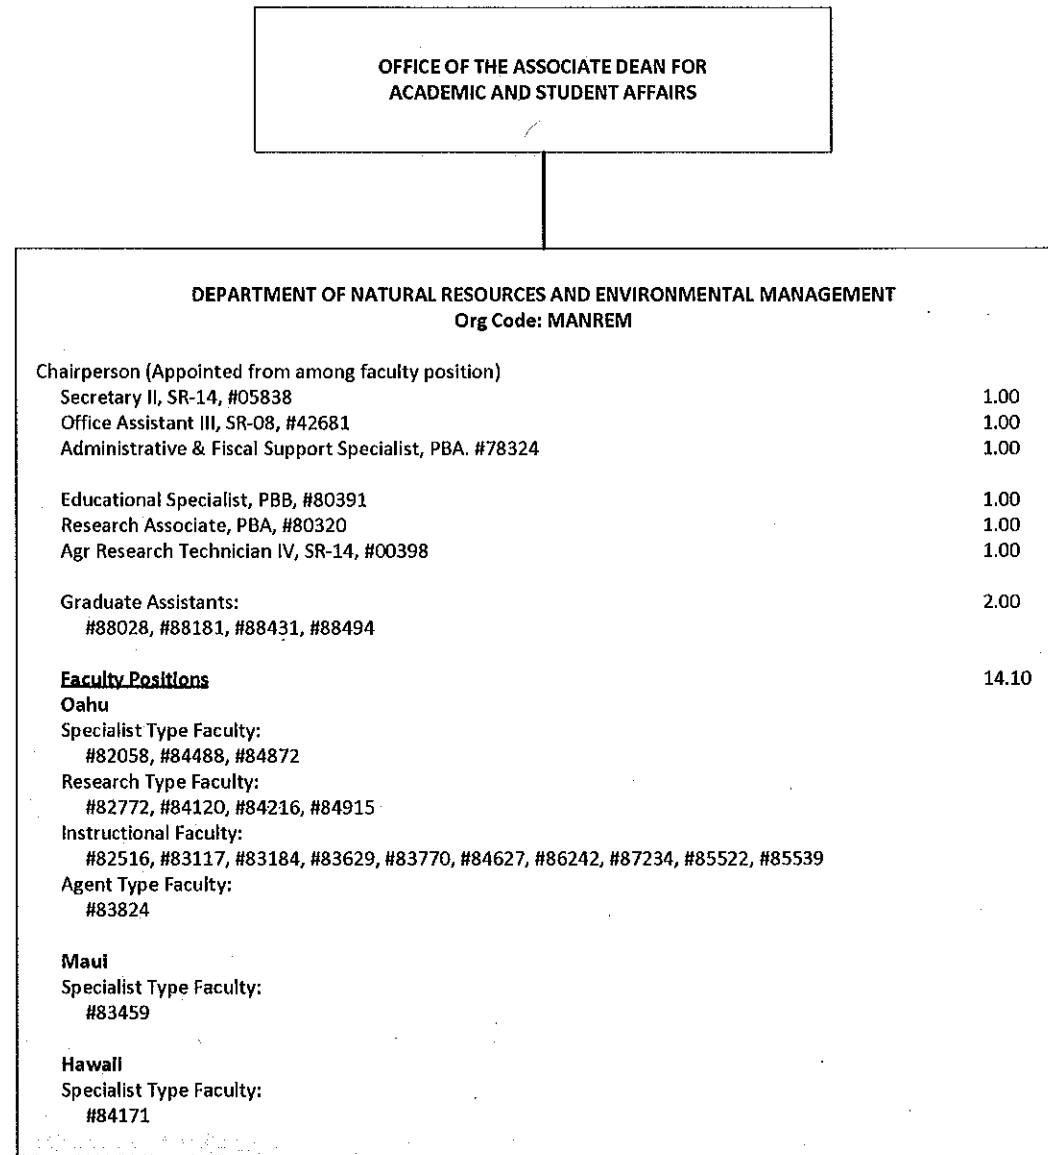 OFFICE OF THE ASSOCIATE DEAN FOR
ACADEMIC AND STUDENT AFFAIRS
DEPARTMENT OF NATURAL RESOURCES AND ENVIRONMENTAL MANAGEMENT
Org Code: MANREM
Chairperson (Appointed from among faculty position)
Secretary II, SR-14, #05838 1.00
Office Assistant III, SR-08, #42681 1.00
Administrative & Fiscal Support Specialist, PBA. #78324 1.00
Educational Specialist, PBB, #80391 1.00
Research Associate, PBA, #80320 1.00
Agr Research Technician IV, SR-14, #00398 1.00
Graduate Assistants: 2.00
#88028, #88181, #88431, #88494
Faculty Positions 14.10
Oahu
Specialist Type Faculty:
#82058, #84488, #84872
Research Type Faculty:
#82772, #84120, #84216, #84915
Instructional Faculty:
#82516, #83117, #83184, #83629, #83770, #84627, #86242, #87234, #85522, #85539
Agent Type Faculty:
#83824
Maui
Specialist Type Faculty:
#83459
Hawaii
Specialist Type Faculty:
#84171